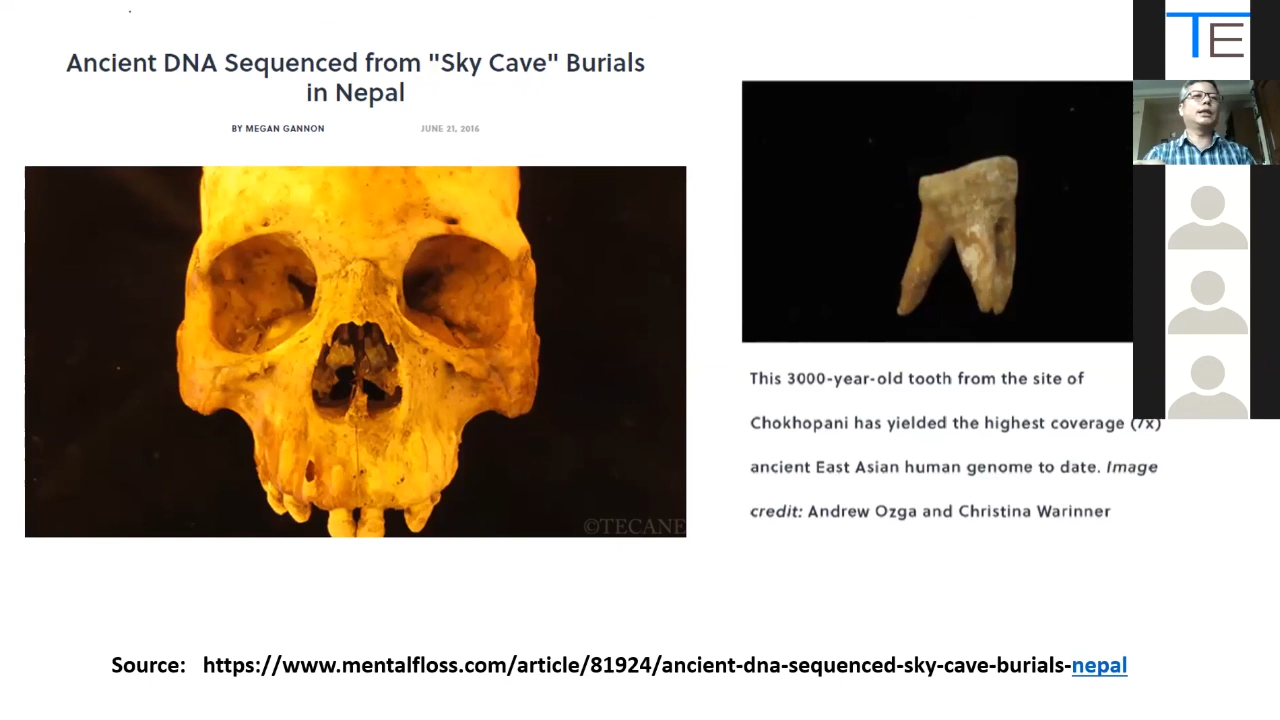 Ancient DNA Sequenced from "Sky Cave" Burials
in Nepal
BY MEGAN GANNON
JUNE 21, 2016
©TECANE
This 3000-year-old tooth from the site of
Chokhopani has yielded the highest coverage (7x)
ancient East Asian human genome to date. Image
credit: Andrew Ozga and Christina Warinner
Source: https://www.mentalfloss.com/article/81924/ancient-dna-sequenced-sky-cave-burials-nepal
TE